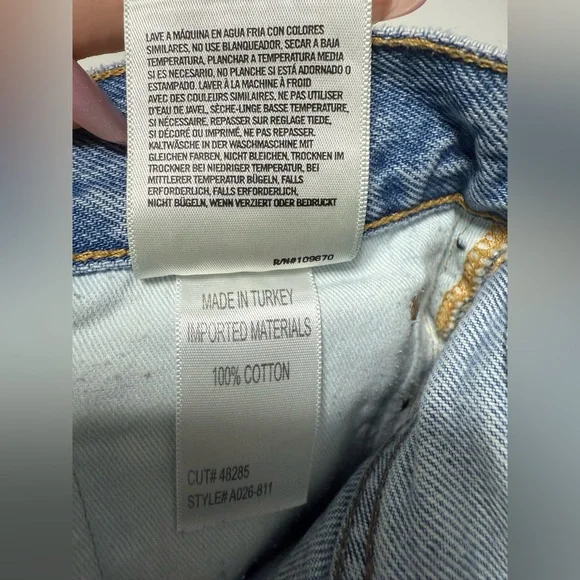 LAVE A MÁQUINA EN AGUA FRIA CON COLORES
SIMILARES, NO USE BLANQUEADOR, SECAR A BAJA
TEMPERATURA, PLANCHAR A TEMPERATURA MEDIA
SI ES NECESARIO, NO PLANCHE SI ESTÁ ADORNADO O
ESTAMPADO. LAVER À LA MACHINE À FROID
AVEC DES COULEURS SIMILAIRES, NE PAS UTILISER
D'EAU DE JAVEL, SÈCHE-LINGE BASSE TEMPERATURE,
SI NÉCESSAIRE, REPASSER SUR REGLAGE TIEDE,
SI DÉCORÉ OU IMPRIMÉ, NE PAS REPASSER.
KALTWÄSCHE IN DER WASCHMASCHINE MIT
GLEICHEN FARBEN, NICHT BLEICHEN, TROCKNEN IM
TROCKNER BEI NIEDRIGER TEMPERATUR, BEI
MITTLERER TEMPERATUR BÜGELN, FALLS
ERFORDERLICH, FALLS ERFORDERLICH,
NICHT BÜGELN, WENN VERZIERT ODER BEDRUCKT
R/N#109670
MADE IN TURKEY
IMPORTED MATERIALS
100% COTTON
CUT# 48285
STYLE# A026-811